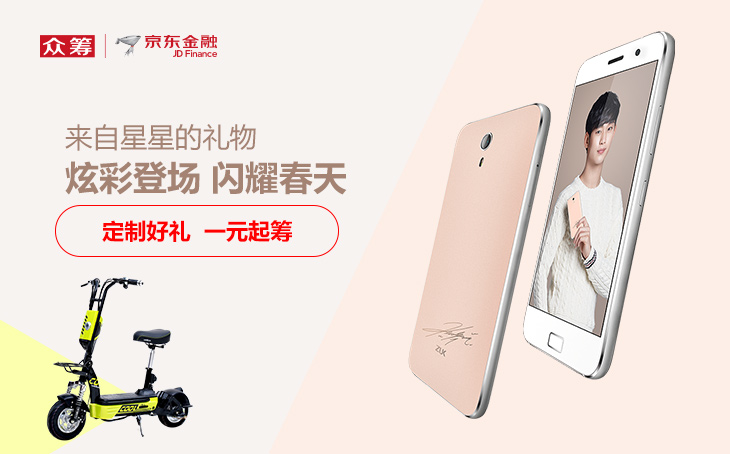 众筹
京东金融
JD Finance
来自星星的礼物
炫彩登场 闪耀春天
定制好礼 一元起筹
ZUK